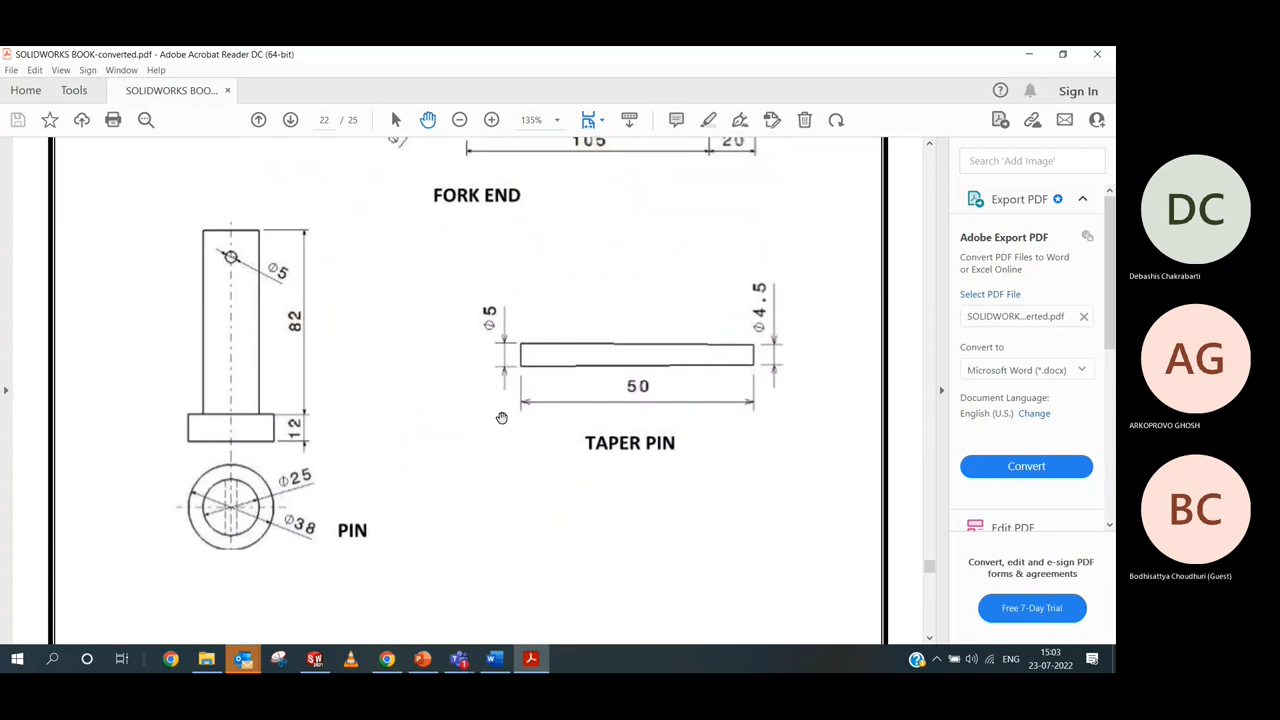 SOLIDWORKS BOOK-converted.pdf - Adobe Acrobat Reader DC (64-bit)
File Edit View Sign Window Help
Home Tools SOLIDWORKS BOO... × Sign In
22 / 25 135%
105 20
FORK END
Ø5
82
12
Ø25
Ø38
PIN
Ø5
Ø4.5
50
TAPER PIN
Search 'Add Image'
Export PDF
Adobe Export PDF
Convert PDF Files to Word
or Excel Online
Select PDF File
SOLIDWORK...erted.pdf
Convert to
Microsoft Word (*.docx)
Document Language:
English (U.S.) Change
Convert
Edit PDF
Convert, edit and e-sign PDF
forms & agreements
Free 7-Day Trial
DC
Debashis Chakrabarti
AG
ARKOPROVO GHOSH
BC
Bodhisattya Choudhuri (Guest)
ENG
15:03
23-07-2022